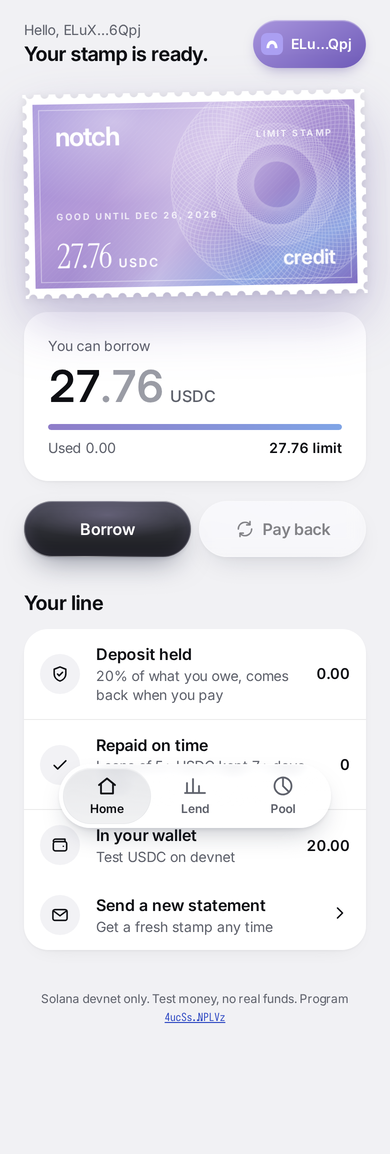 Hello, ELuX...6Qpj
Your stamp is ready.
ELu...Qpj
notch
LIMIT STAMP
GOOD UNTIL DEC 26, 2026
27.76 USDC
credit
You can borrow
27.76 USDC
Used 0.00
27.76 limit
Borrow
Pay back
Your line
Deposit held
20% of what you owe, comes
back when you pay
0.00
Repaid on time
0
Home
Lend
Pool
In your wallet
Test USDC on devnet
20.00
Send a new statement
Get a fresh stamp any time
Solana devnet only. Test money, no real funds. Program
4ucSs…NPLVz